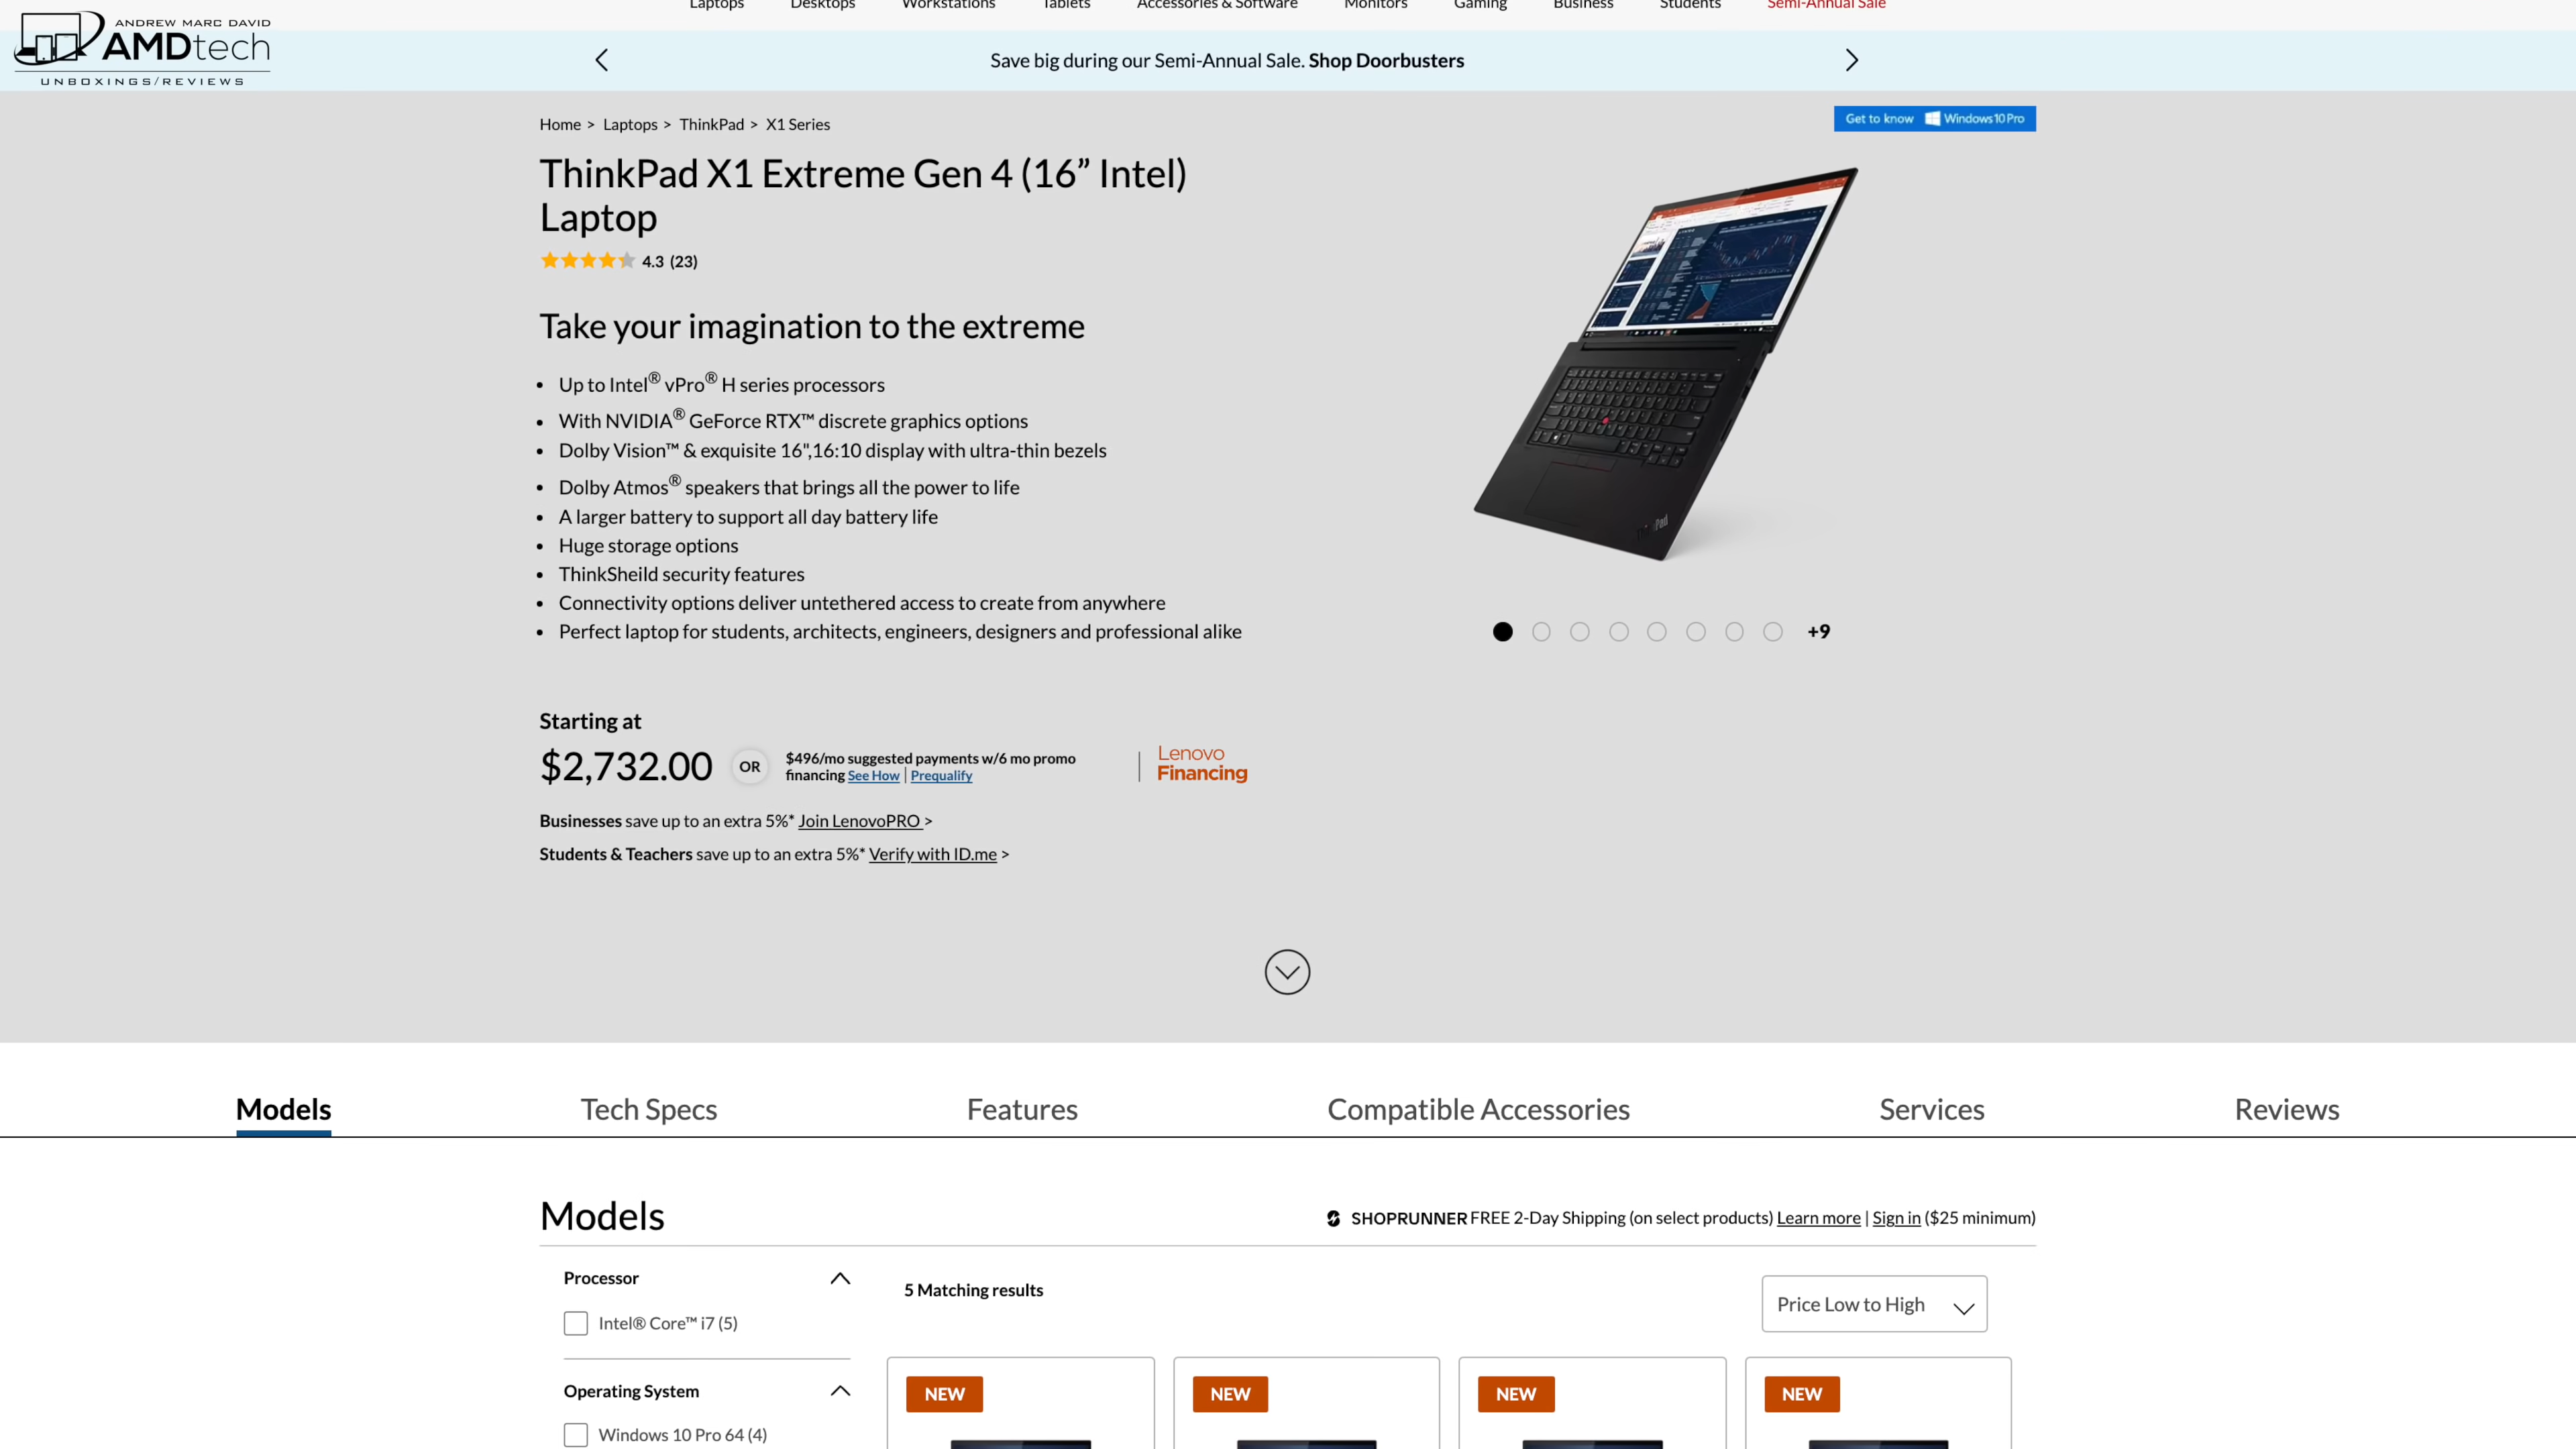 Laptops Desktops Workstations Tablets Accessories & Software Monitors Gaming Business Students Semi-Annual Sale
ANDREW MARC DAVID
AMDtech
UNBOXINGS/REVIEWS
Save big during our Semi-Annual Sale. Shop Doorbusters
Home > Laptops > ThinkPad > X1 Series
Get to know Windows 10 Pro
ThinkPad X1 Extreme Gen 4 (16” Intel)
Laptop
4.3 (23)
Take your imagination to the extreme
• Up to Intel® vPro® H series processors
• With NVIDIA® GeForce RTX™ discrete graphics options
• Dolby Vision™ & exquisite 16",16:10 display with ultra-thin bezels
• Dolby Atmos® speakers that brings all the power to life
• A larger battery to support all day battery life
• Huge storage options
• ThinkSheild security features
• Connectivity options deliver untethered access to create from anywhere
• Perfect laptop for students, architects, engineers, designers and professional alike
+9
Starting at
$2,732.00 OR
$496/mo suggested payments w/6 mo promo
financing See How | Prequalify
Lenovo
Financing
Businesses save up to an extra 5%* Join LenovoPRO >
Students & Teachers save up to an extra 5%* Verify with ID.me >
Models Tech Specs Features Compatible Accessories Services Reviews
Models
SHOPRUNNER FREE 2-Day Shipping (on select products) Learn more | Sign in ($25 minimum)
Processor
Intel® Core™ i7 (5)
Operating System
Windows 10 Pro 64 (4)
5 Matching results
Price Low to High
NEW NEW NEW NEW